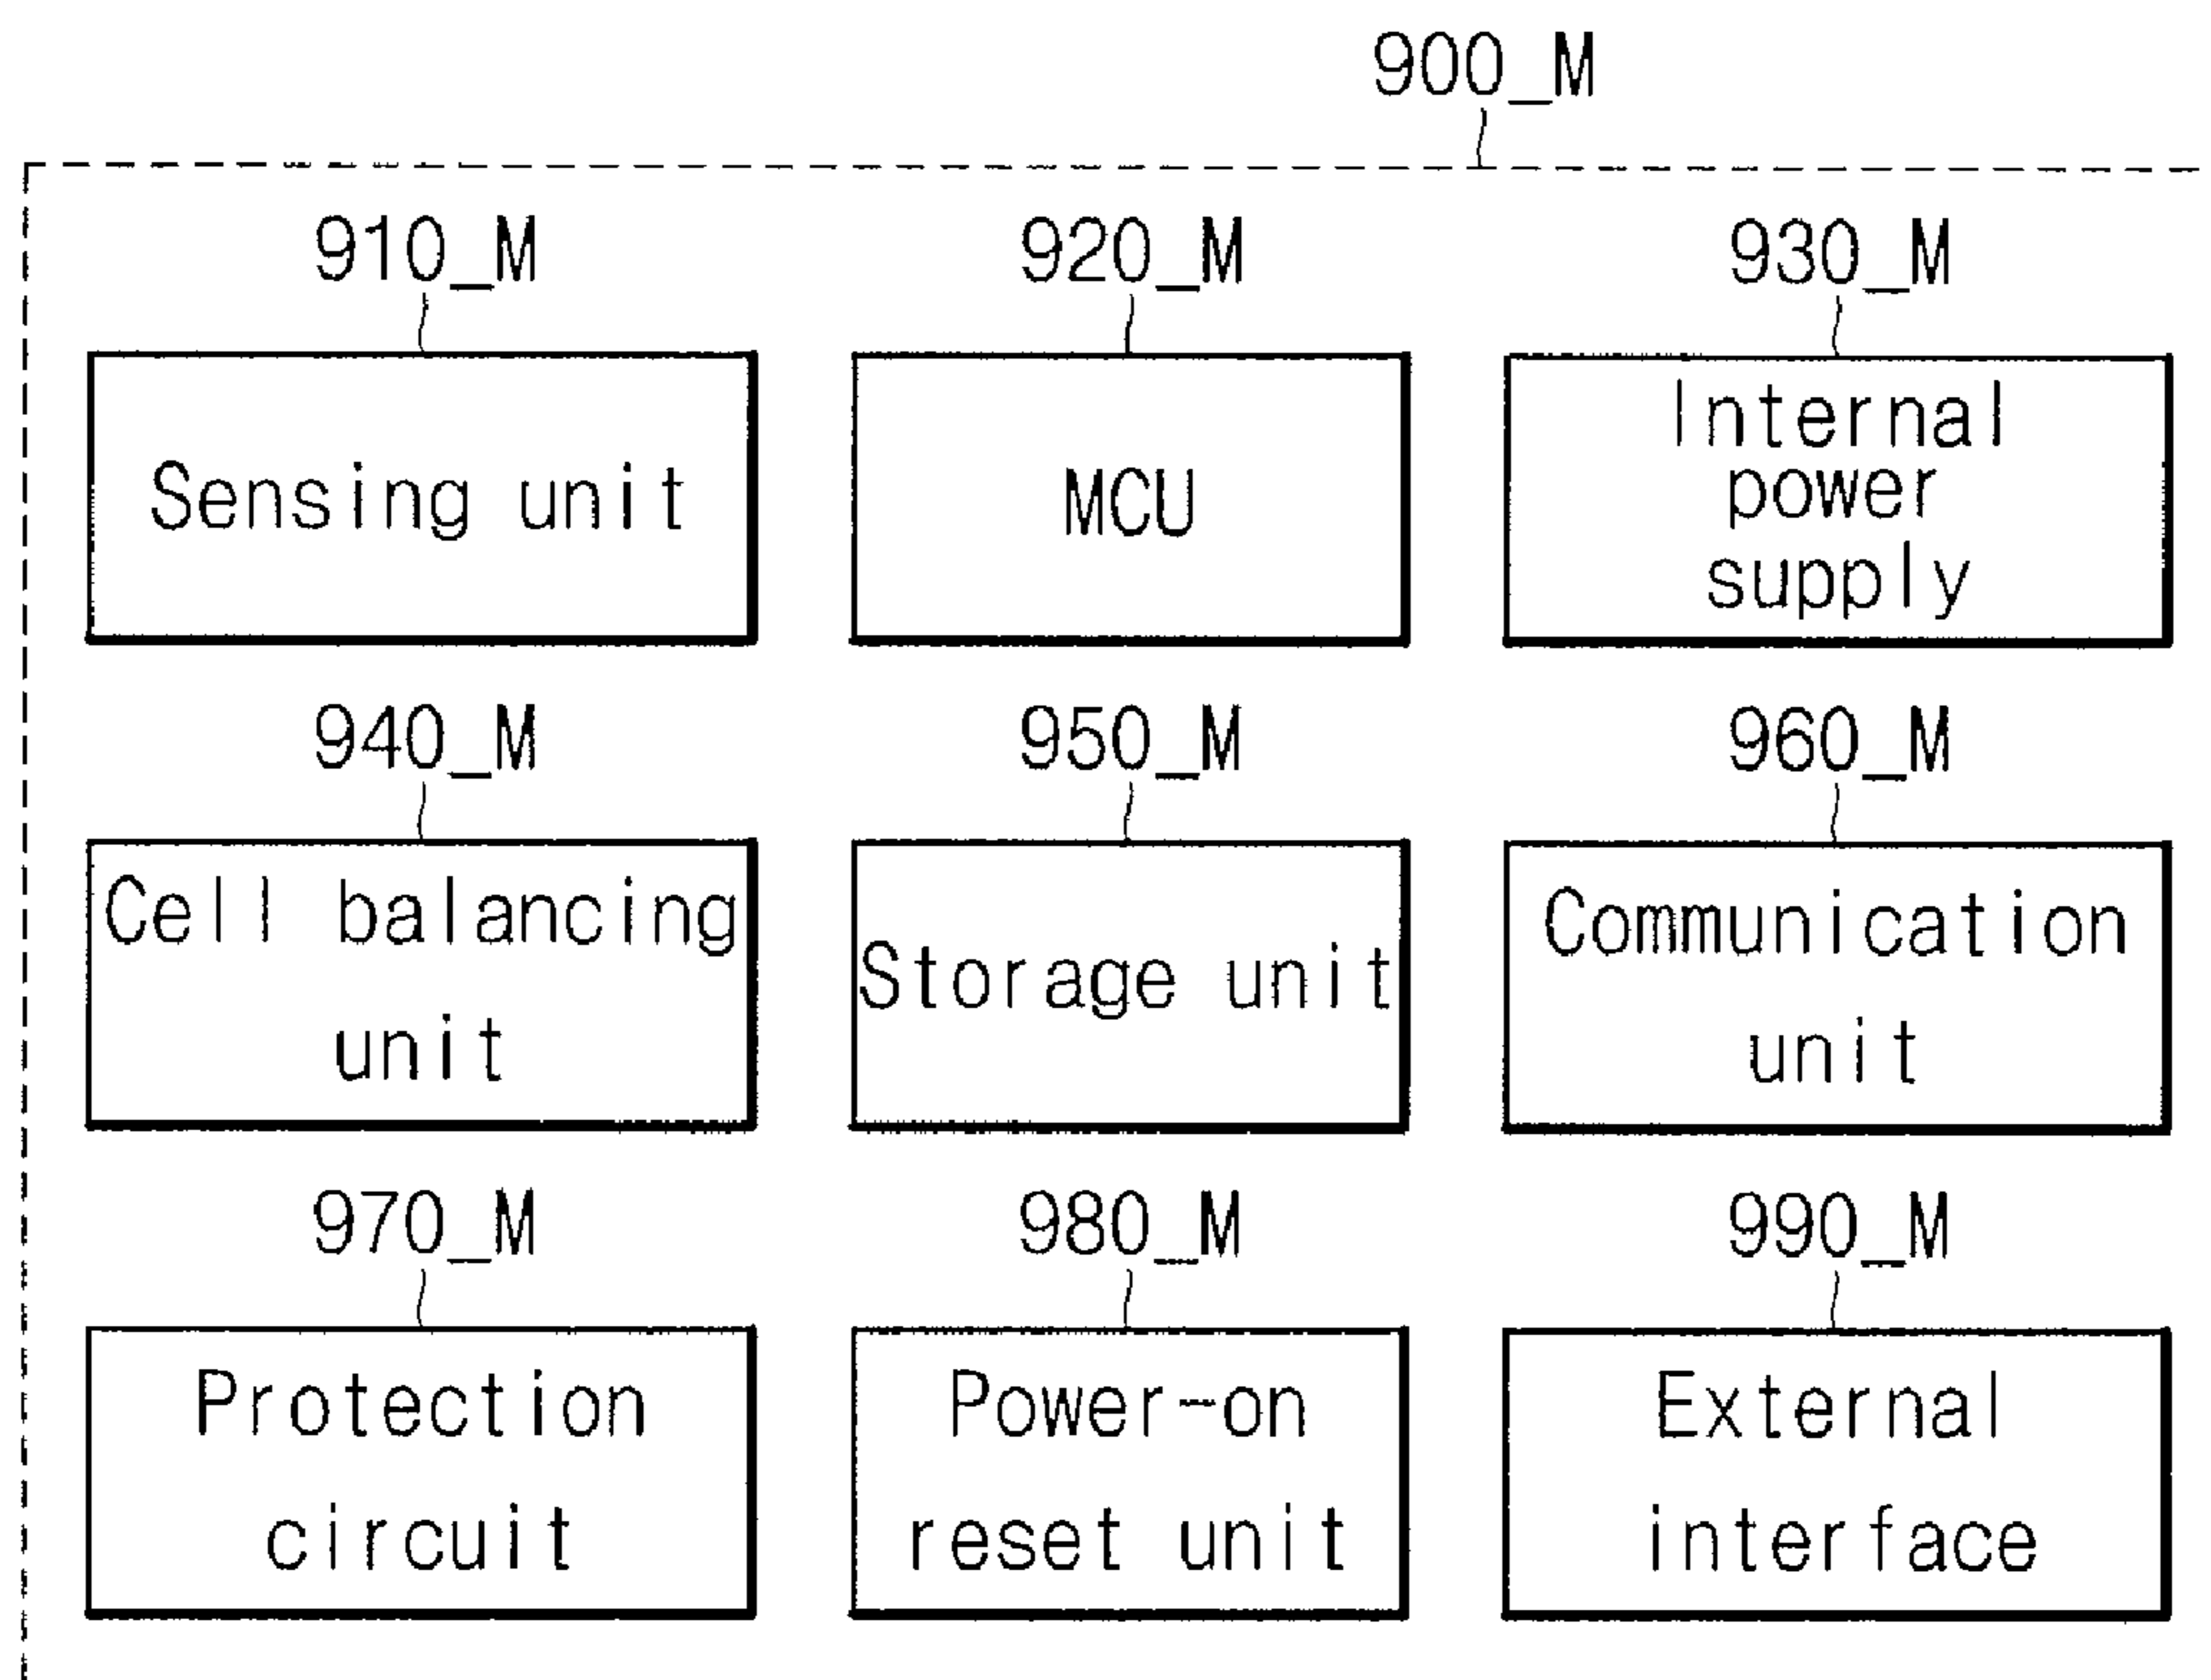 900_M
910_M
920_M
930_M
Sensing unit
MCU
Internal
power
supply
940_M
950_M
960_M
Cell balancing
unit
Storage unit
Communication
unit
970_M
980_M
990_M
Protection
circuit
Power-on
reset unit
External
interface